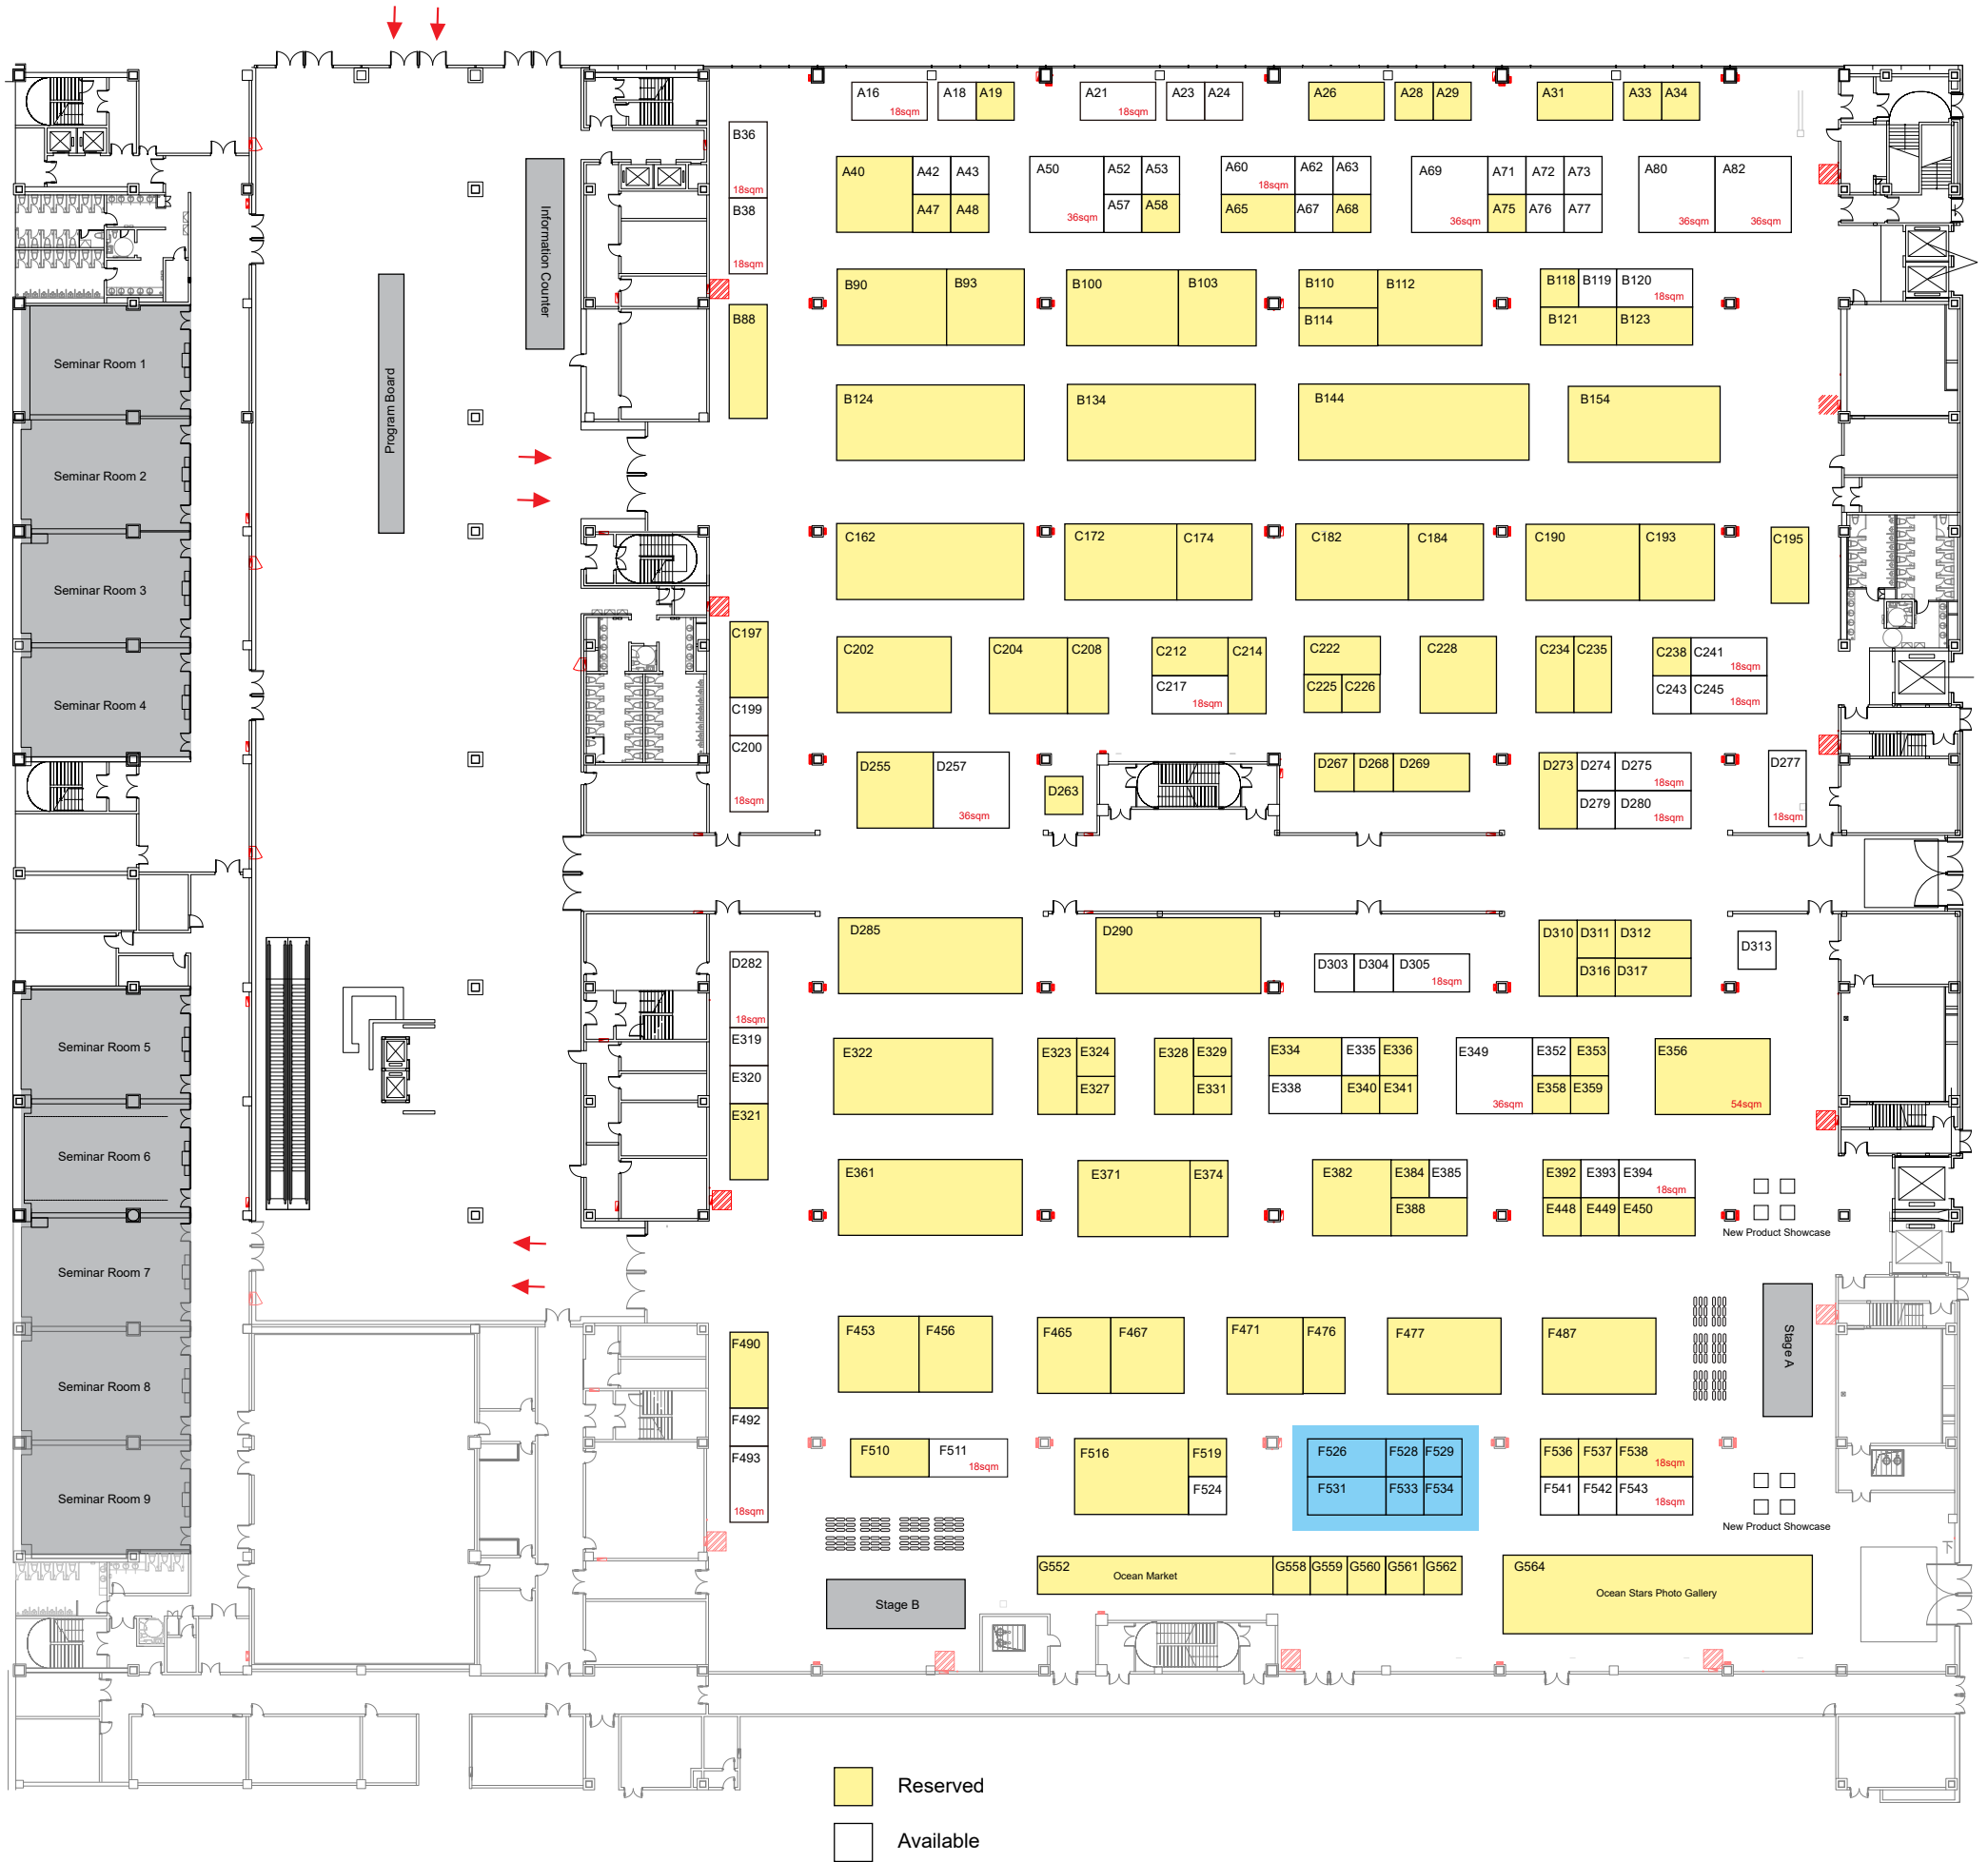 A16
18sqm
A18
A19
A21
18sqm
A23
A24
A26
A28
A29
A31
A33
A34
B36
18sqm
B38
18sqm
A40
A42
A43
A47
A48
A50
36sqm
A52
A53
A57
A58
A60
18sqm
A62
A63
A65
A67
A68
A69
36sqm
A71
A72
A73
A75
A76
A77
A80
36sqm
A82
36sqm
Information Counter
Program Board
B88
B90
B93
B100
B103
B110
B112
B114
B118
B119
B120
18sqm
B121
B123
Seminar Room 1
B124
B134
B144
B154
Seminar Room 2
C162
C172
C174
C182
C184
C190
C193
C195
Seminar Room 3
C197
C199
C200
18sqm
C202
C204
C208
C212
C214
C217
18sqm
C222
C225
C226
C228
C234
C235
C238
C241
18sqm
C243
C245
18sqm
Seminar Room 4
D255
D257
36sqm
D263
D267
D268
D269
D273
D274
D275
18sqm
D279
D280
18sqm
D277
18sqm
D282
18sqm
D285
D290
D303
D304
D305
18sqm
D310
D311
D312
D316
D317
D313
Seminar Room 5
E319
E320
E321
E322
E323
E324
E327
E328
E329
E331
E334
E335
E336
E338
E340
E341
E349
36sqm
E352
E353
E358
E359
E356
54sqm
Seminar Room 6
E361
E371
E374
E382
E384
E385
E388
E392
E393
E394
18sqm
E448
E449
E450
New Product Showcase
Seminar Room 7
F453
F456
F465
F467
F471
F476
F477
F487
Stage A
F490
F492
F493
18sqm
Seminar Room 8
F510
F511
18sqm
F516
F519
F524
F526
F528
F529
F531
F533
F534
F536
F537
F538
18sqm
F541
F542
F543
18sqm
New Product Showcase
Seminar Room 9
G552
Ocean Market
G558
G559
G560
G561
G562
G564
Ocean Stars Photo Gallery
Stage B
Reserved
Available